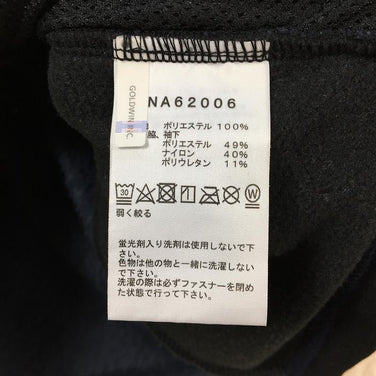 GOLDWIN INC.
NA62006
ポリエステル 100%
脇、袖下
ポリエステル 49%
ナイロン 40%
ポリウレタン 11%
30
W
弱く絞る
蛍光剤入り洗剤は使用しないで下さい。
色物は他の物と一緒に洗濯しないで下さい。
洗濯の際は必ずファスナーを閉め
た状態で行って下さい。